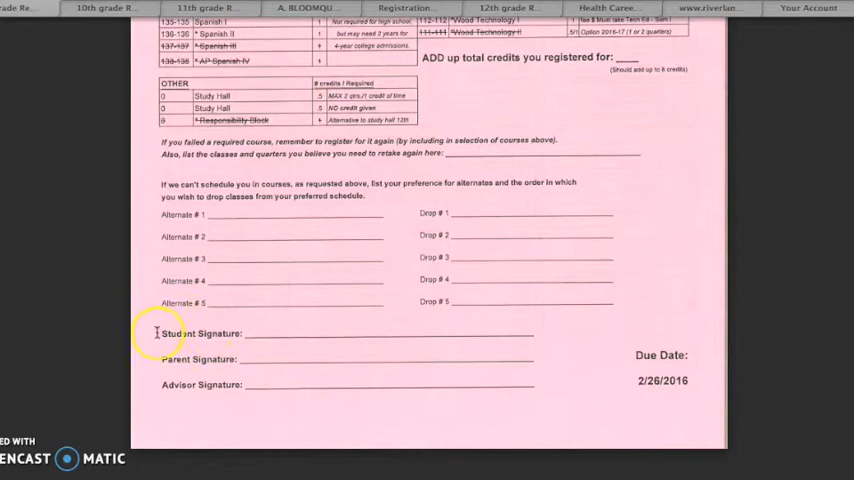 de Re...
10th grade R...
11th grade R...
A. BLOOMQU...
Registration...
12th grade R...
Health Caree...
www.riverlan...
Your Account
135-135 Spanish I 1 Not required for high school,
136-136 * Spanish II 1 but may need 2 years for
137-137 * Spanish III 1 4-year college admissions.
138-138 * AP Spanish IV 1
112-112 *Wood Technology I 1
111-111 *Wood Technology II .5/1 Option 2016-17 (1 or 2 quarters)
ADD up total credits you registered for:
(Should add up to 8 credits)
OTHER # credits / Required
0 Study Hall .5 MAX 2 qtrs./1 credit of time
0 Study Hall .5 NO credit given
0 * Responsibility Block 1 Alternative to study hall 12th
If you failed a required course, remember to register for it again (by including in selection of courses above).
Also, list the classes and quarters you believe you need to retake again here:
If we can't schedule you in courses, as requested above, list your preference for alternates and the order in which
you wish to drop classes from your preferred schedule.
Alternate # 1 Drop # 1
Alternate # 2 Drop # 2
Alternate # 3 Drop # 3
Alternate # 4 Drop # 4
Alternate # 5 Drop # 5
Student Signature:
Parent Signature:
Advisor Signature:
Due Date:
2/26/2016
ED WITH
ENCAST MATIC